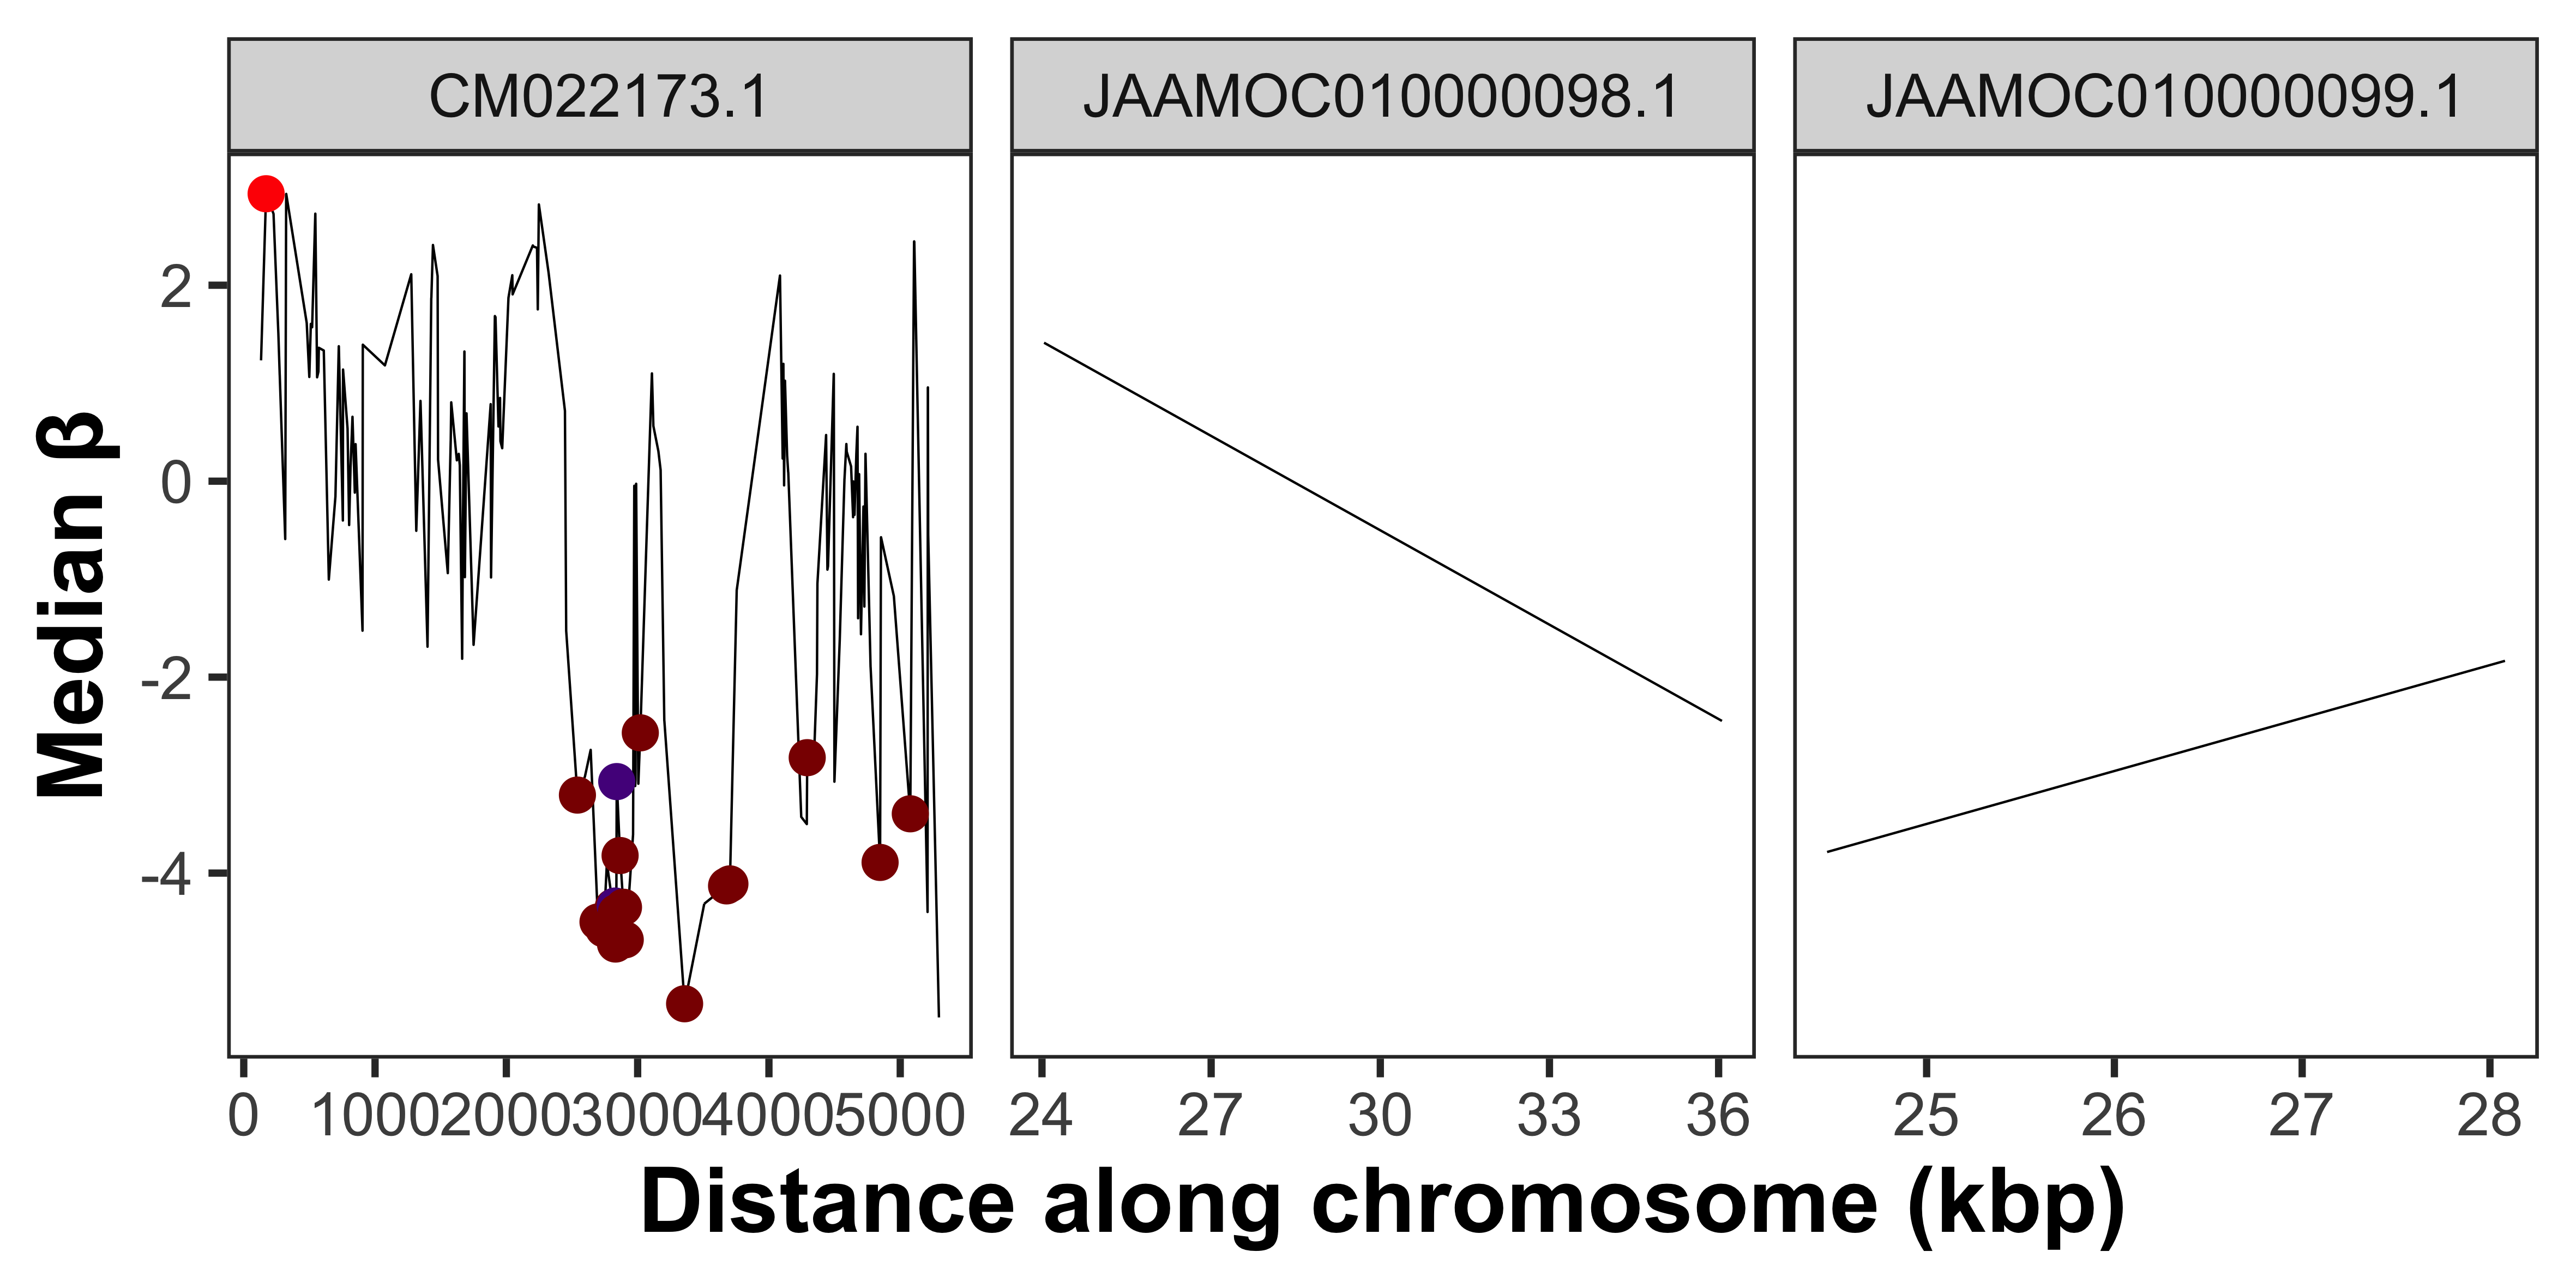 CM022173.1 JAAMOC010000098.1 JAAMOC010000099.1
2
0
-2
-4
Median β
0 1000 2000 3000 4000 5000 24 27 30 33 36 25 26 27 28
Distance along chromosome (kbp)